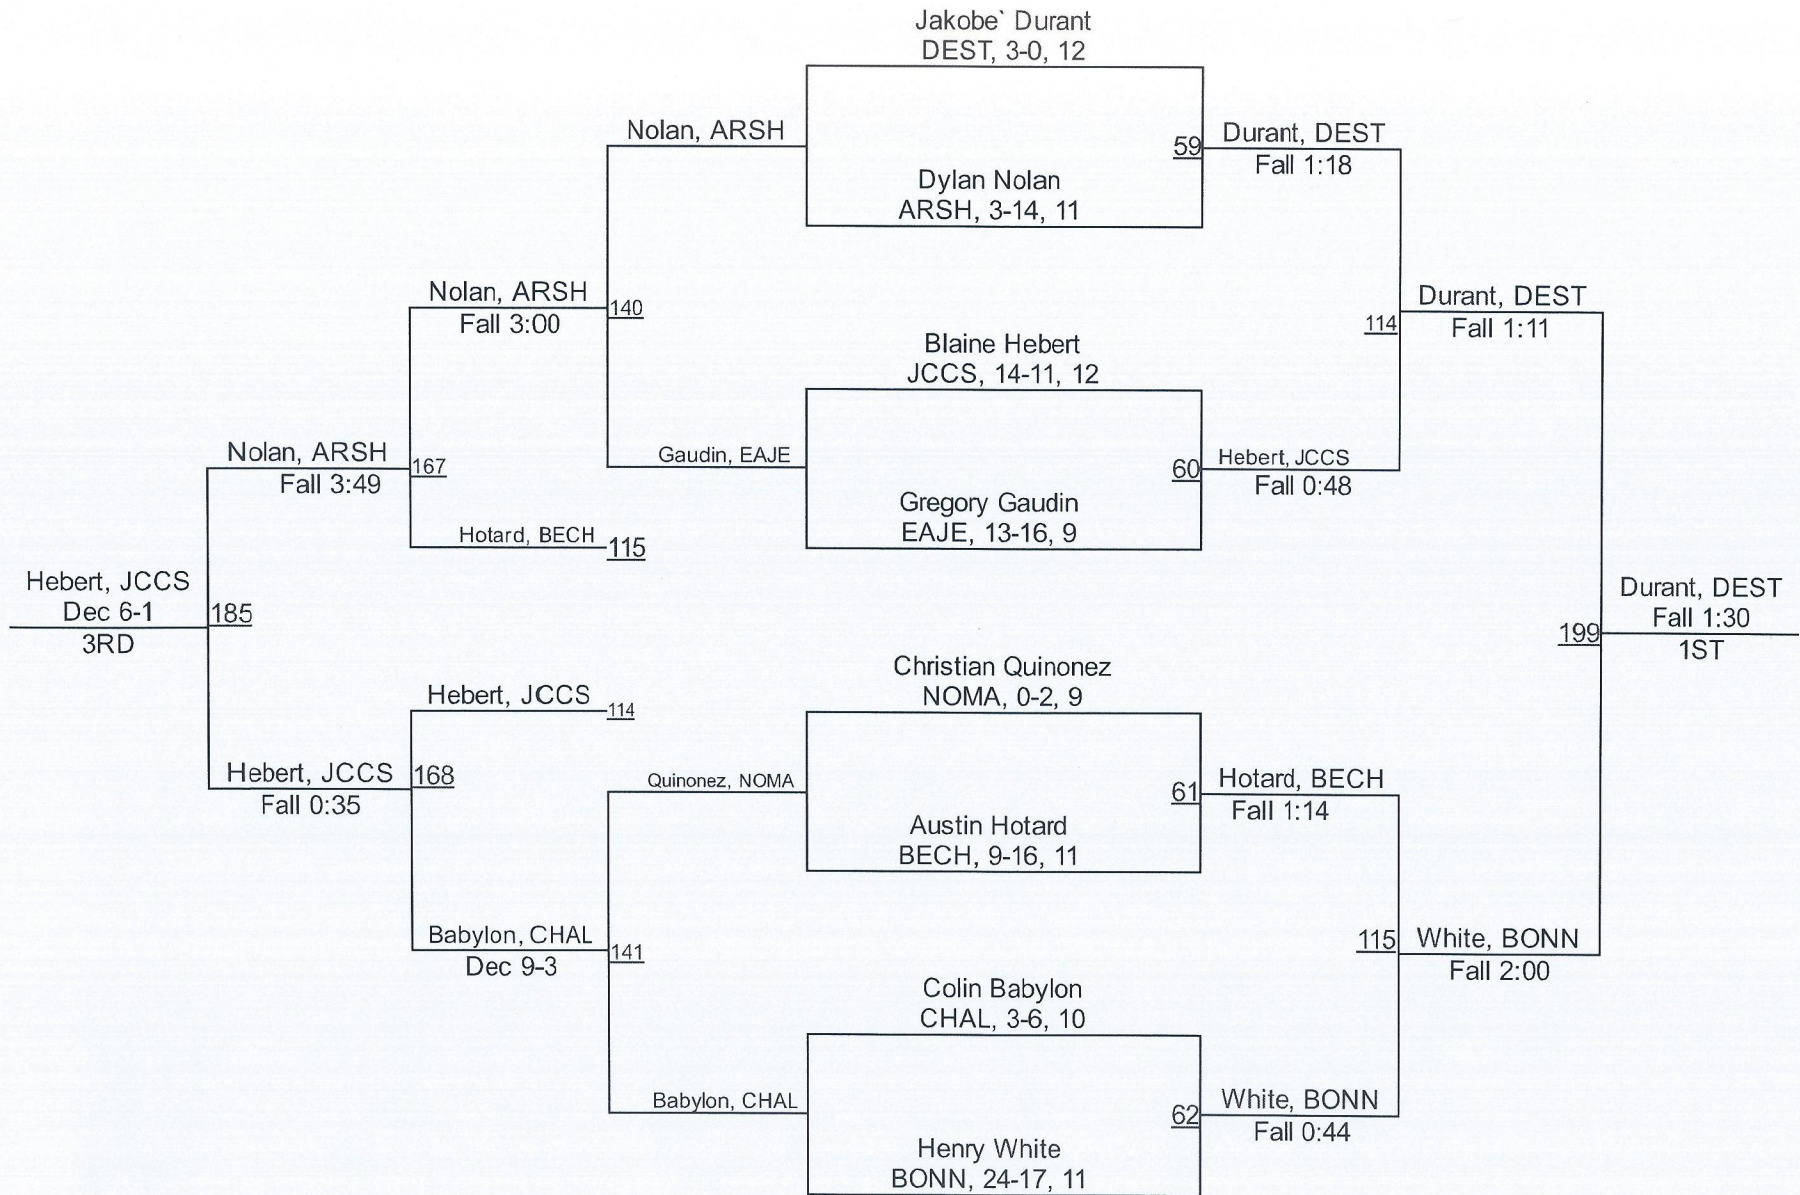 Jakobe` Durant
DEST, 3-0, 12
Nolan, ARSH
59
Durant, DEST
Fall 1:18
Dylan Nolan
ARSH, 3-14, 11
Nolan, ARSH
Fall 3:00
140
Durant, DEST
Fall 1:11
114
Blaine Hebert
JCCS, 14-11, 12
Nolan, ARSH
Fall 3:49
167
Gaudin, EAJE
60
Hebert, JCCS
Fall 0:48
Gregory Gaudin
EAJE, 13-16, 9
Hotard, BECH
115
Hebert, JCCS
Dec 6-1
3RD
185
Durant, DEST
Fall 1:30
1ST
199
Christian Quinonez
NOMA, 0-2, 9
Hebert, JCCS
114
Hebert, JCCS
Fall 0:35
168
Quinonez, NOMA
61
Hotard, BECH
Fall 1:14
Austin Hotard
BECH, 9-16, 11
Babylon, CHAL
Dec 9-3
141
115
White, BONN
Fall 2:00
Colin Babylon
CHAL, 3-6, 10
Babylon, CHAL
62
White, BONN
Fall 0:44
Henry White
BONN, 24-17, 11